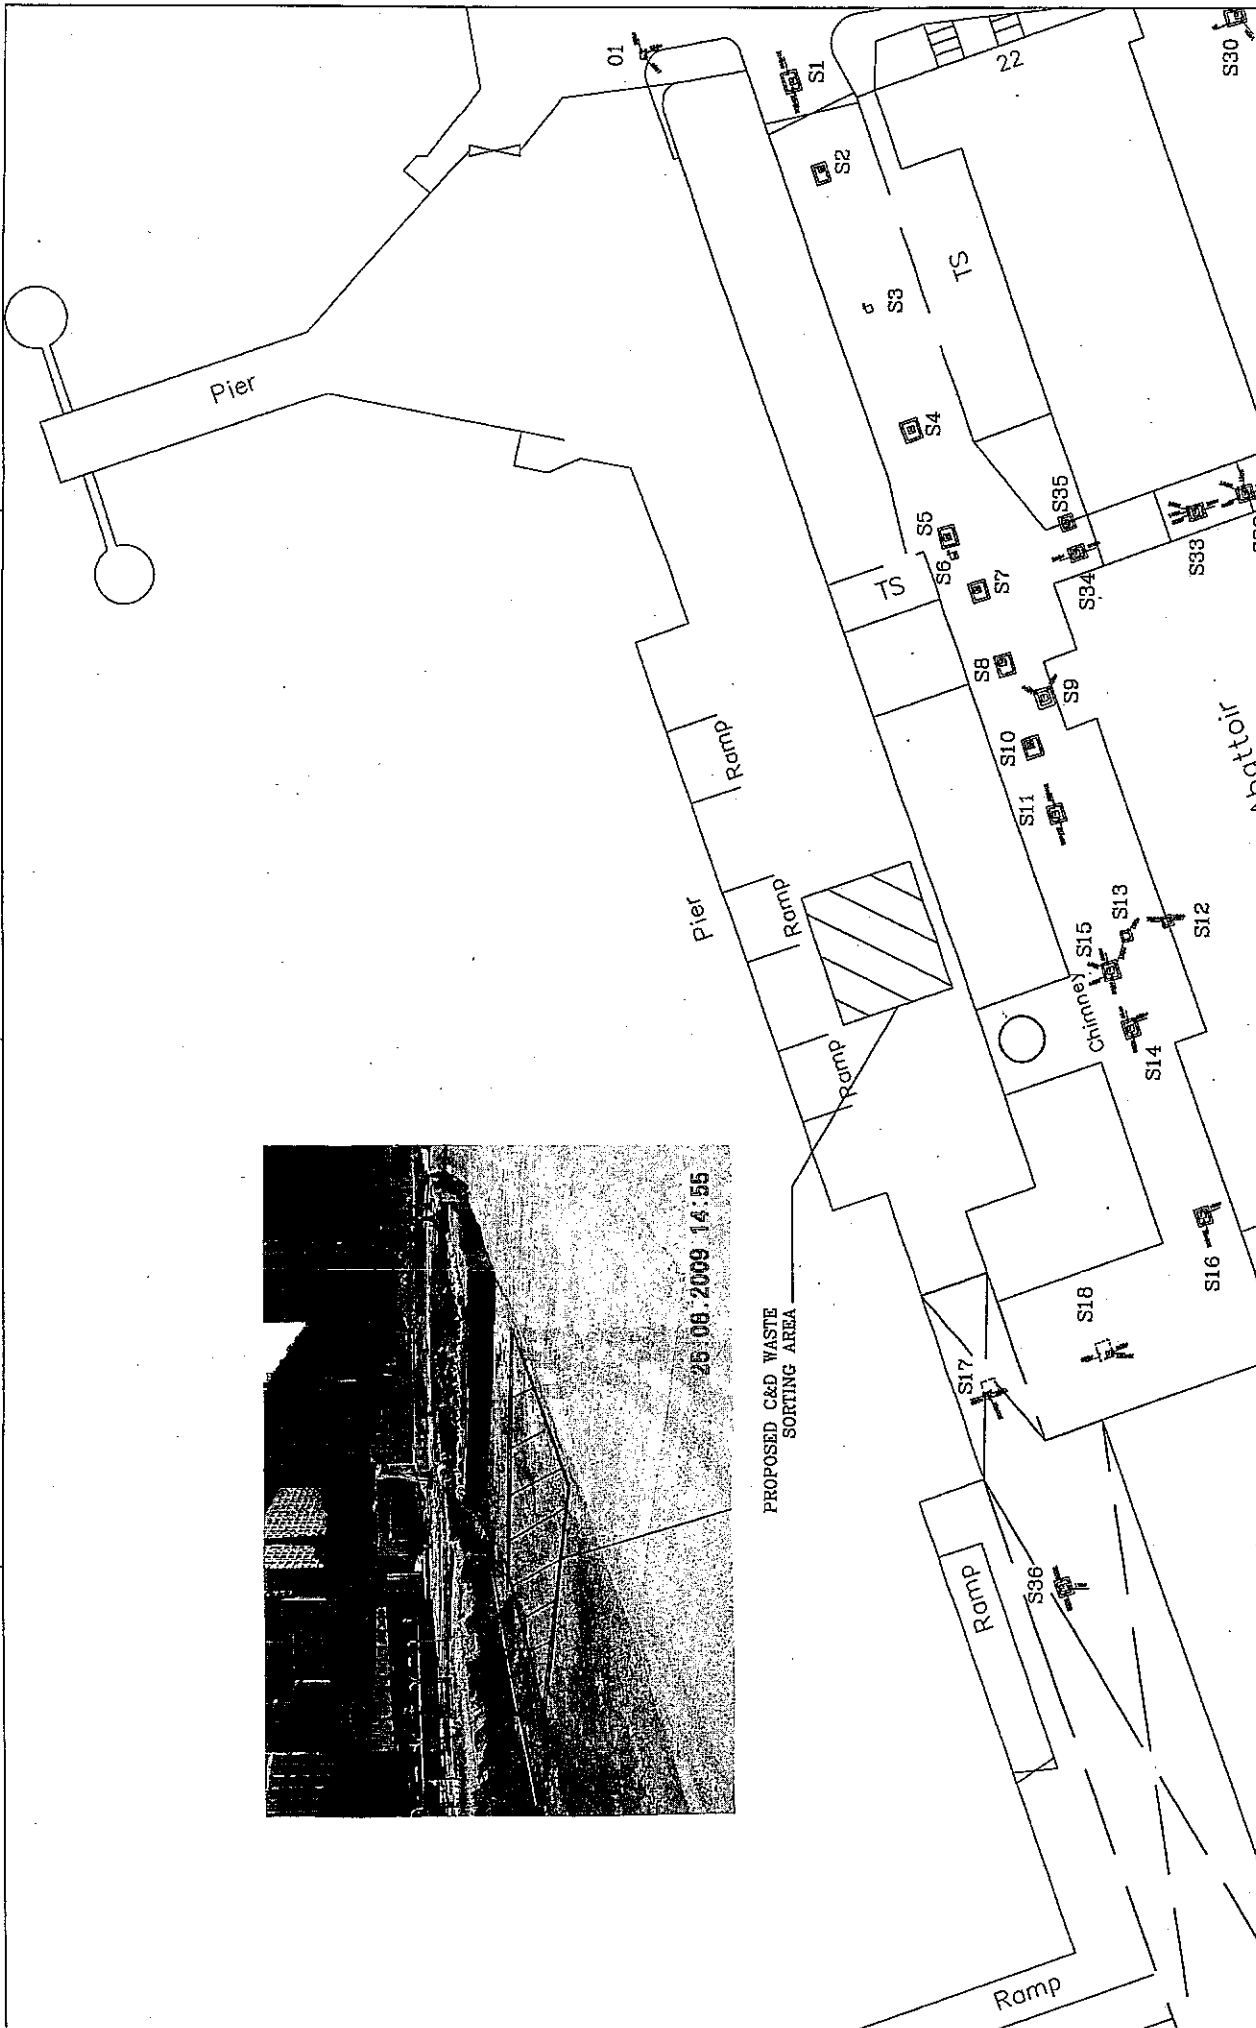 01
S1
S2
22
S30
TS
S3
Pier
S4
S35
S5
S6
S7
TS
S34
S33
S8
S9
S10
S11
Ramp
Pier
Ramp
S13
S12
S15
Chimney
S14
Ramp
25.08.2009 14:55
PROPOSED C&D WASTE
SORTING AREA
S16
S18
S17
S36
Ramp
Ramp